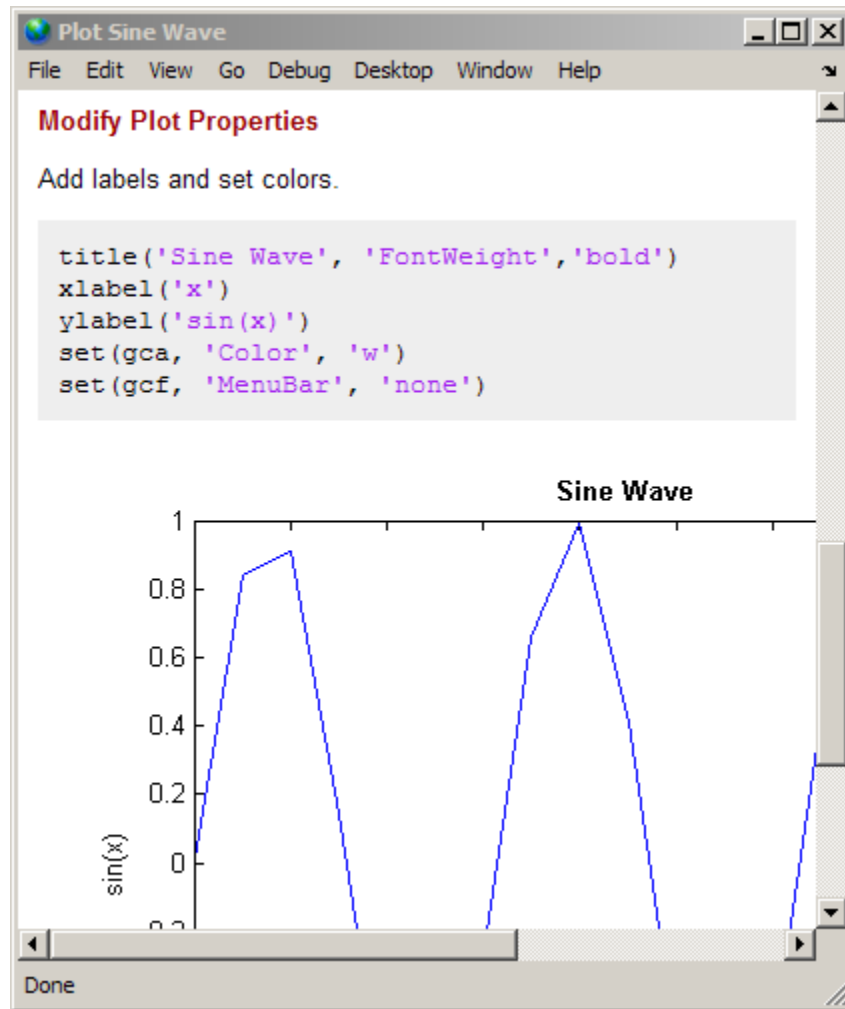 Plot Sine Wave
File Edit View Go Debug Desktop Window Help
Modify Plot Properties
Add labels and set colors.
title('Sine Wave', 'FontWeight','bold')
xlabel('x')
ylabel('sin(x)')
set(gca, 'Color', 'w')
set(gcf, 'MenuBar', 'none')
Sine Wave
1
0.8
0.6
0.4
0.2
0
sin(x)
Done